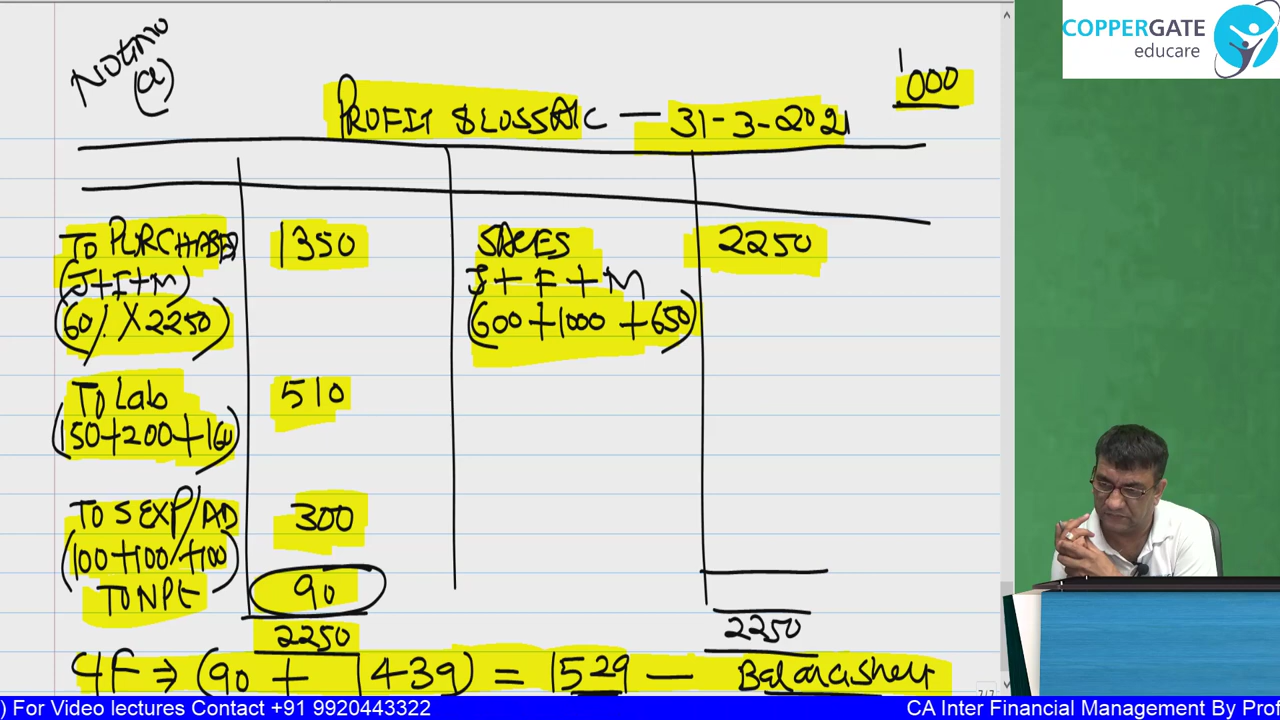 COPPERGATE
educare
(a)
'000
PROFIT & LOSS A/C — 31-3-2021
TO PURCHASES 1350 SALES 2250
(J+F+M) J+F+M
(60% X 2250) (600+1000+650)
TO Lab 510
(150+200+160)
TO S EXP/AD 300
(100+100+100)
TO NPt 90
2250 2250
⇒ (90 + 1439) = 1529 — Balancesheet
7/7
) For Video lectures Contact +91 9920443322 CA Inter Financial Management By Prof